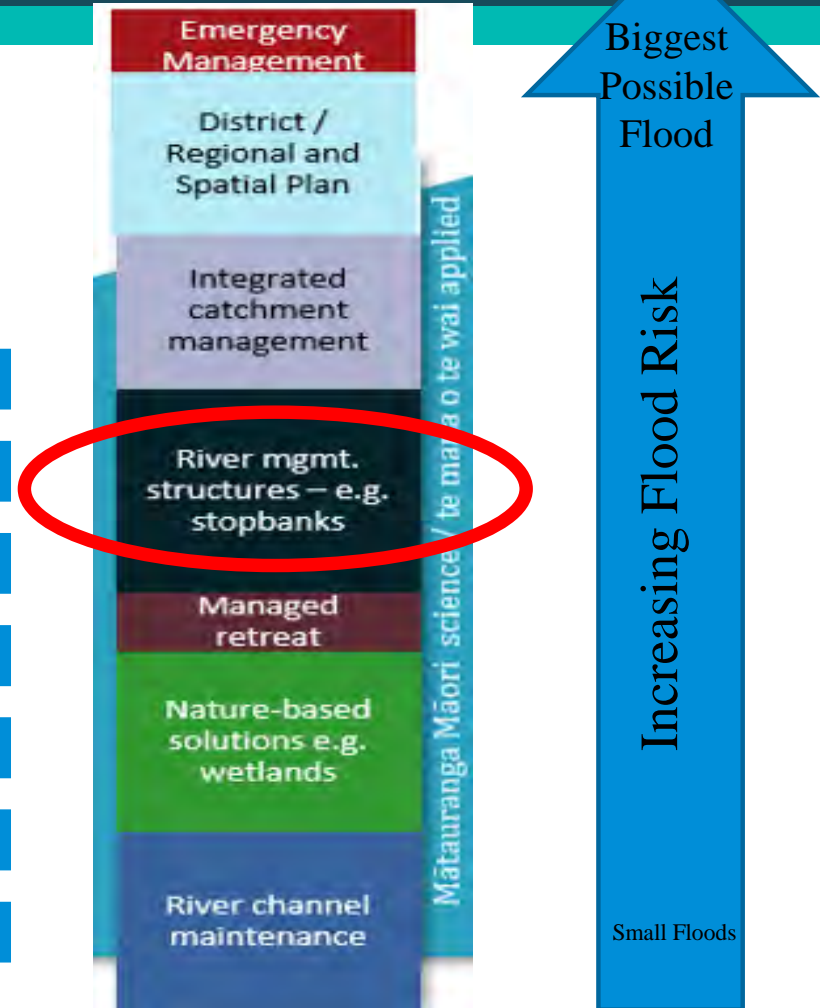 Emergency
Management
District /
Regional and
Spatial Plan
Integrated
catchment
management
River mgmt.
structures – e.g.
stopbanks
Managed
retreat
Nature-based
solutions e.g.
wetlands
River channel
maintenance
Mātauranga Māori science / te mana o te wai applied
Biggest
Possible
Flood
Increasing Flood Risk
Small Floods